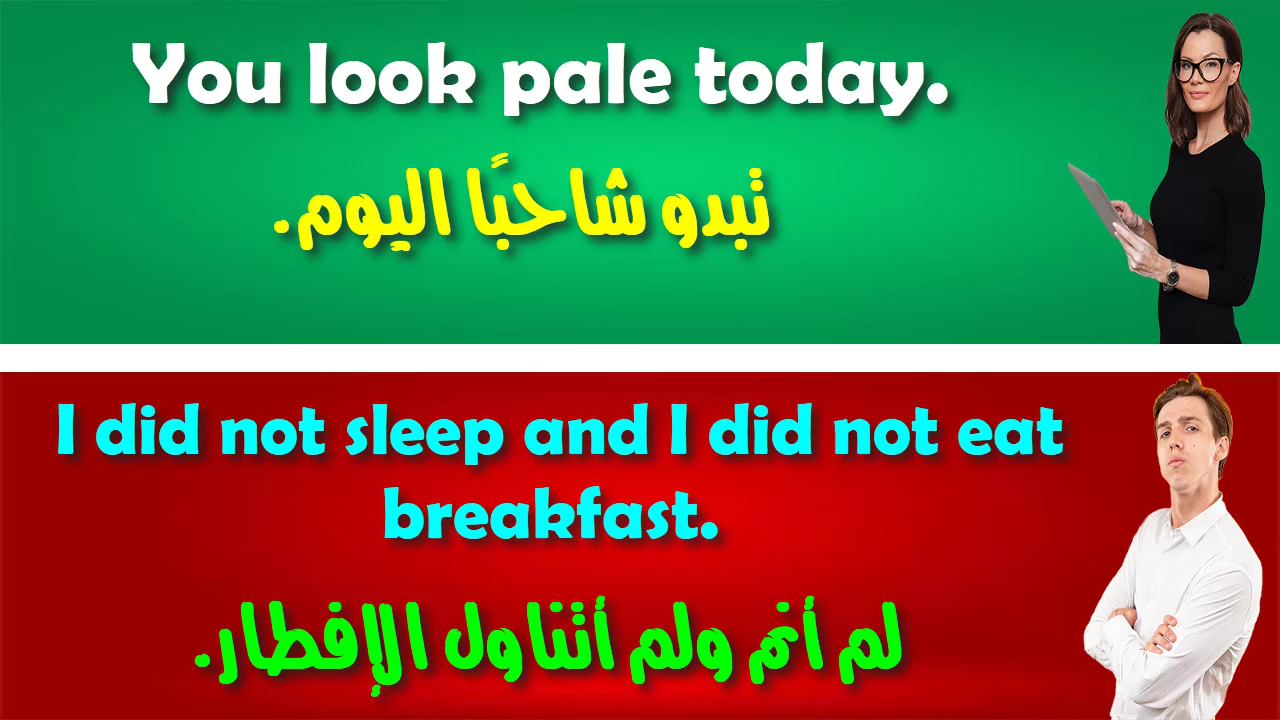 You look pale today.
تبدو شاحبًا اليوم.
I did not sleep and I did not eat
breakfast.
لم أنم ولم أتناول الإفطار.